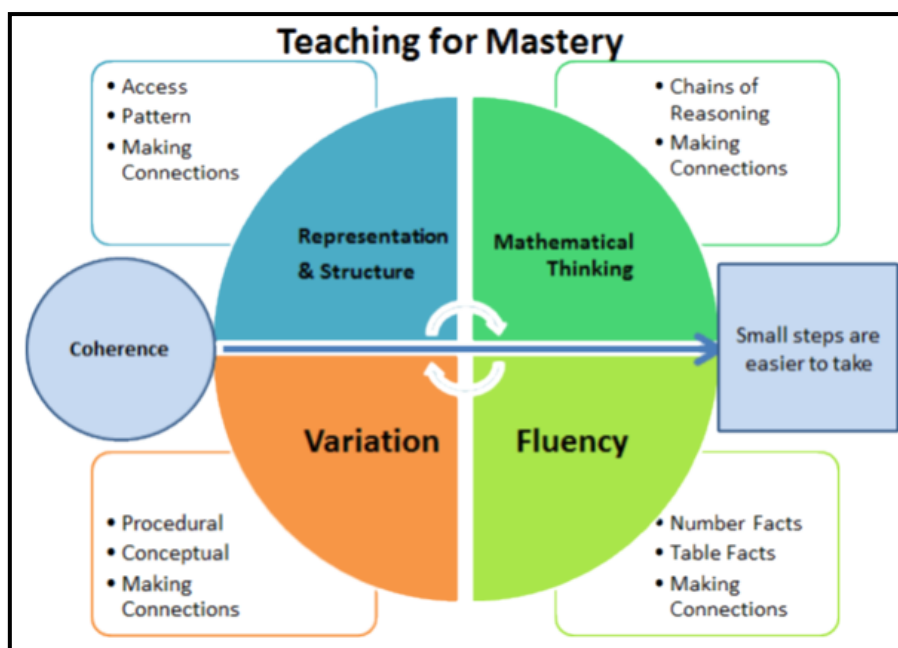 Teaching for Mastery
• Access
• Pattern
• Making
Connections
• Chains of
Reasoning
• Making
Connections
Representation
& Structure
Mathematical
Thinking
Coherence
Small steps are
easier to take
Variation
Fluency
• Procedural
• Conceptual
• Making
Connections
• Number Facts
• Table Facts
• Making
Connections